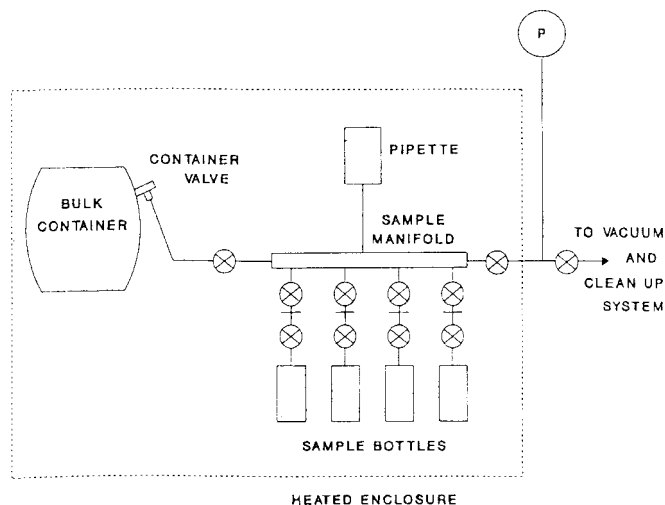 P
CONTAINER
VALVE
PIPETTE
BULK
CONTAINER
SAMPLE
MANIFOLD
TO VACUUM
AND
CLEAN UP
SYSTEM
SAMPLE BOTTLES
HEATED ENCLOSURE